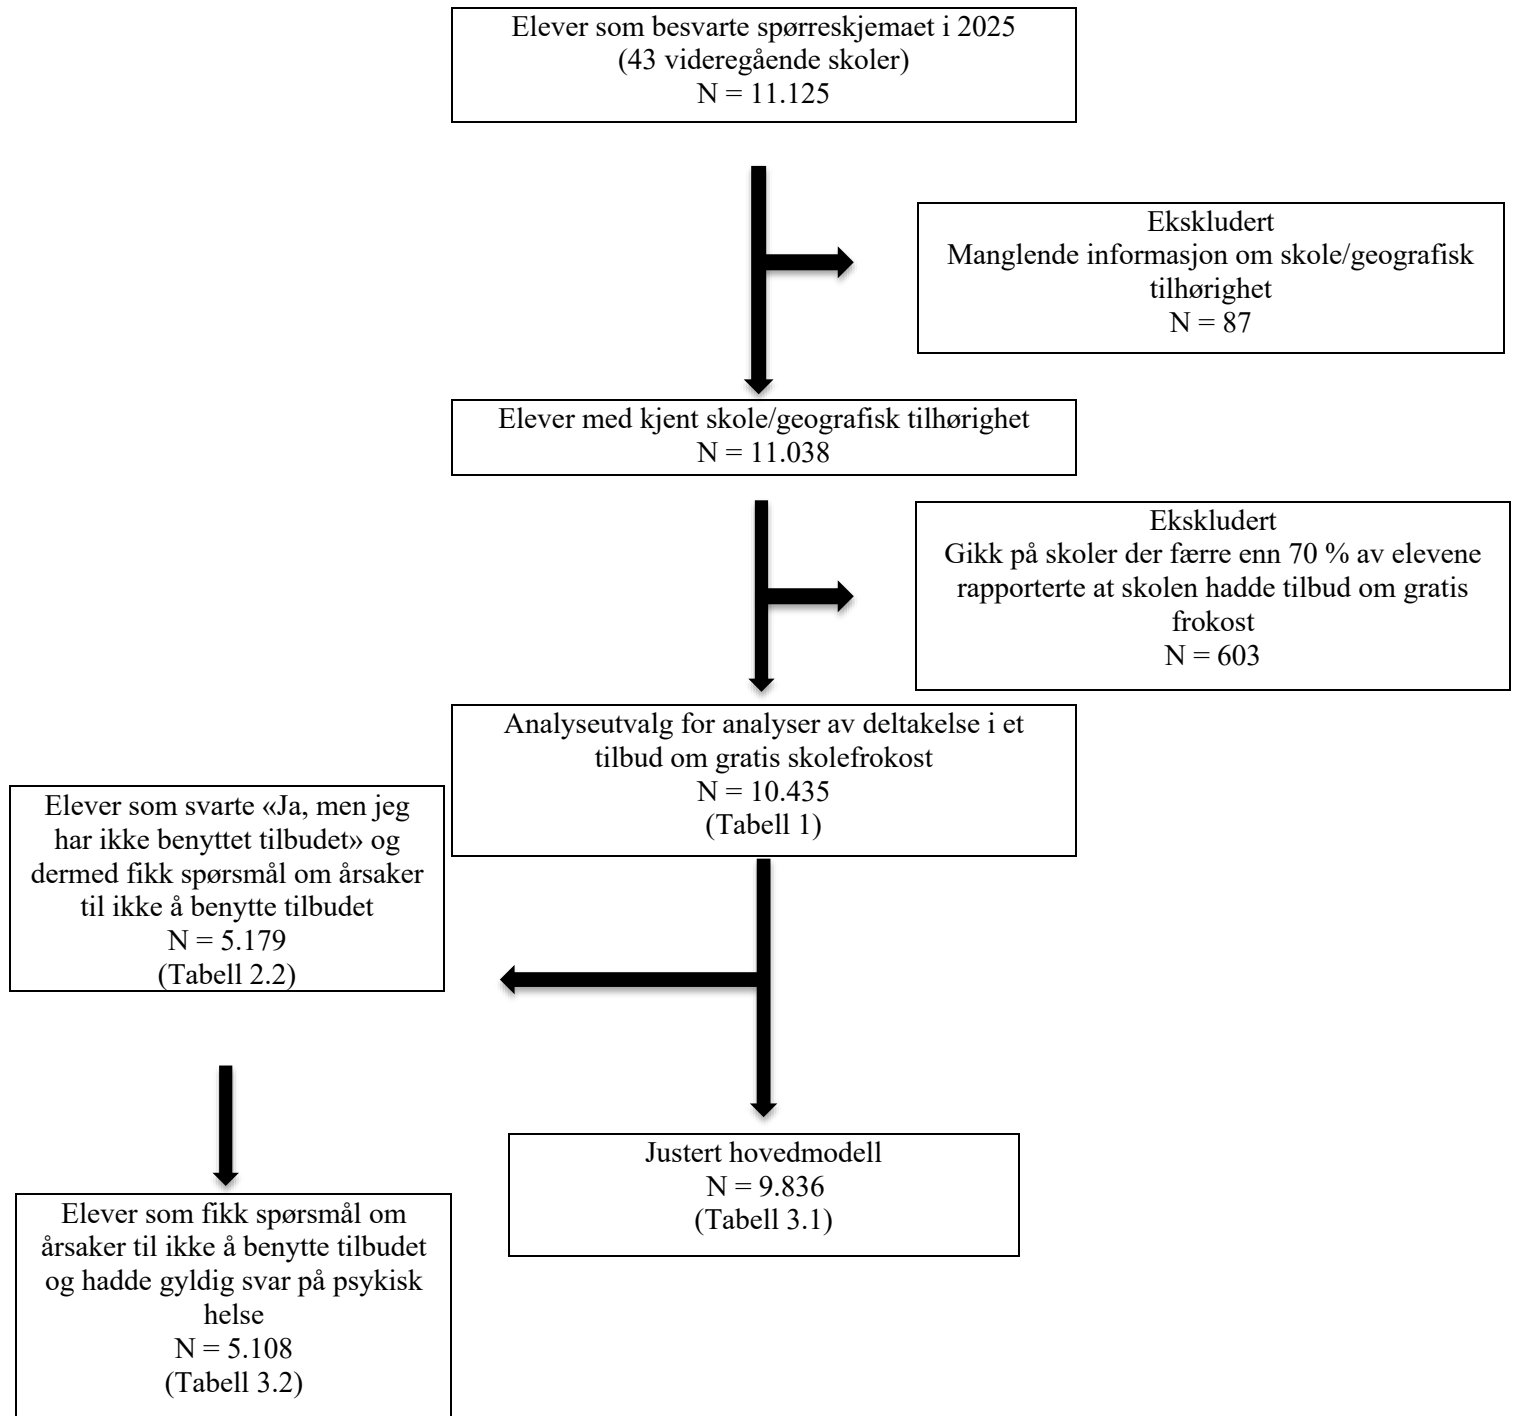 Elever som besvarte spørreskjemaet i 2025
(43 videregående skoler)
N = 11.125
Ekskludert
Manglende informasjon om skole/geografisk
tilhørighet
N = 87
Elever med kjent skole/geografisk tilhørighet
N = 11.038
Ekskludert
Gikk på skoler der færre enn 70 % av elevene
rapporterte at skolen hadde tilbud om gratis
frokost
N = 603
Analyseutvalg for analyser av deltakelse i et
tilbud om gratis skolefrokost
N = 10.435
(Tabell 1)
Elever som svarte «Ja, men jeg
har ikke benyttet tilbudet» og
dermed fikk spørsmål om årsaker
til ikke å benytte tilbudet
N = 5.179
(Tabell 2.2)
Justert hovedmodell
N = 9.836
(Tabell 3.1)
Elever som fikk spørsmål om
årsaker til ikke å benytte tilbudet
og hadde gyldig svar på psykisk
helse
N = 5.108
(Tabell 3.2)